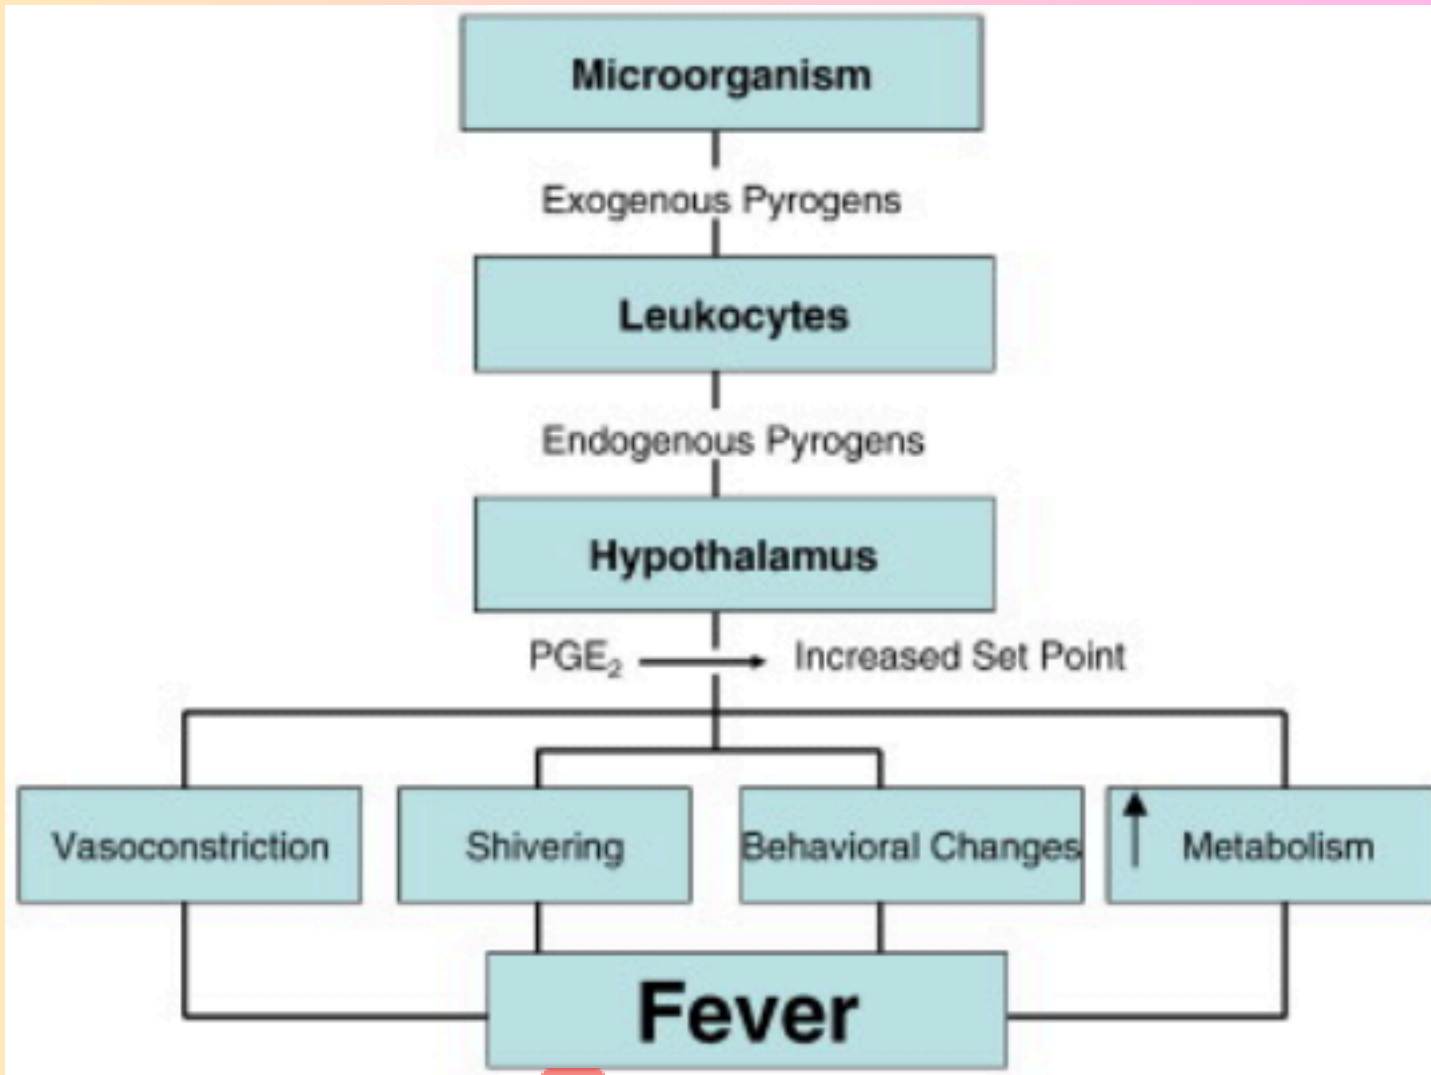 Microorganism
Exogenous Pyrogens
Leukocytes
Endogenous Pyrogens
Hypothalamus
PGE₂ → Increased Set Point
Vasoconstriction
Shivering
Behavioral Changes
↑ Metabolism
Fever